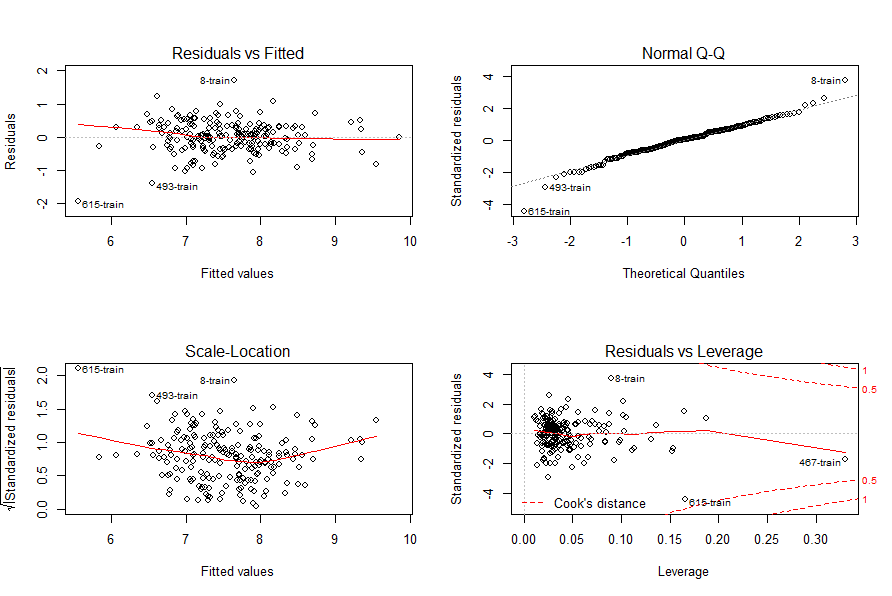 Residuals vs Fitted
Residuals
2
1
0
-1
-2
8-train
493-train
615-train
6 7 8 9 10
Fitted values
Normal Q-Q
Standardized residuals
4
2
0
-2
-4
8-train
493-train
615-train
-3 -2 -1 0 1 2 3
Theoretical Quantiles
Scale-Location
√|Standardized residuals|
2.0
1.5
1.0
0.5
0.0
615-train
493-train
8-train
6 7 8 9 10
Fitted values
Residuals vs Leverage
Standardized residuals
4
2
0
-2
-4
8-train
467-train
615-train
Cook's distance
1
0.5
0.5
1
0.00 0.05 0.10 0.15 0.20 0.25 0.30
Leverage